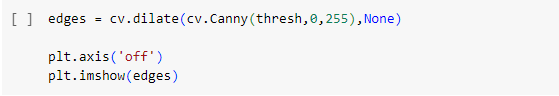 [ ] edges = cv.dilate(cv.Canny(thresh,0,255),None)
plt.axis('off')
plt.imshow(edges)